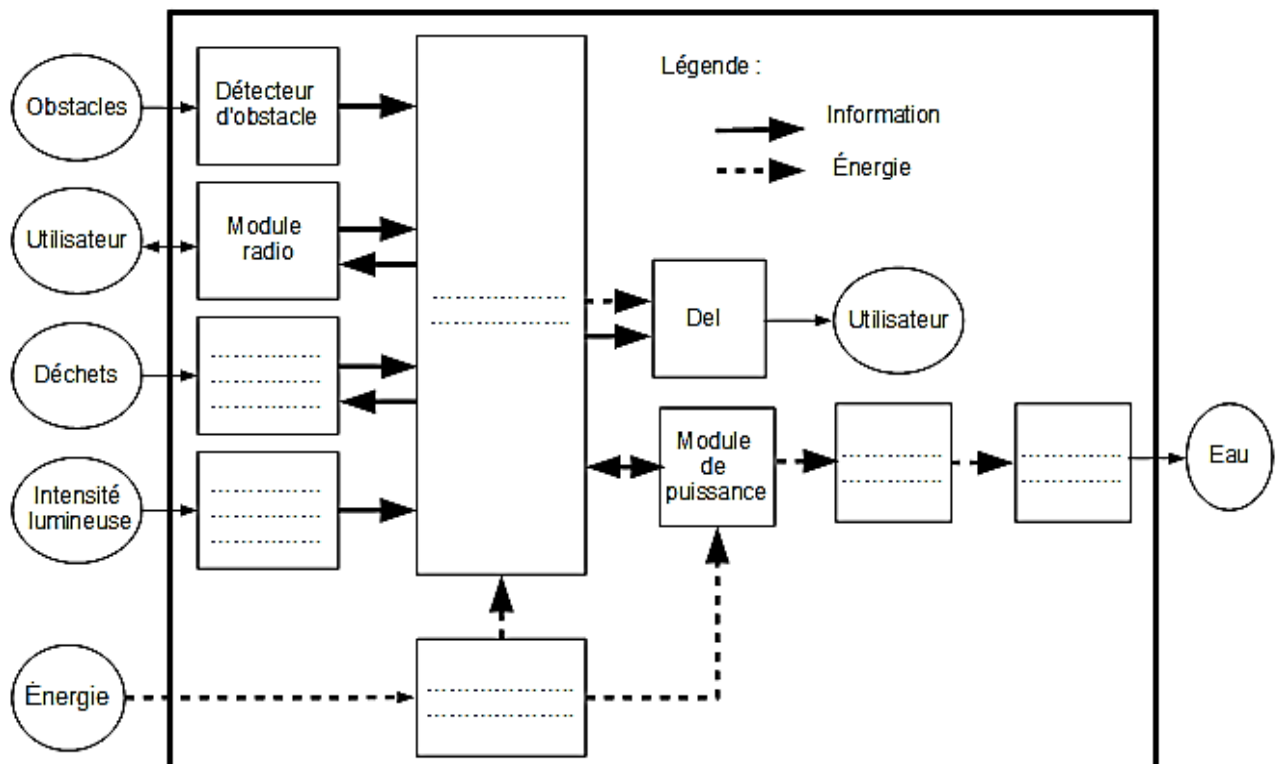 Obstacles
Détecteur
d'obstacle
Légende :
Information
Énergie
Utilisateur
Module
radio
Del
Utilisateur
Déchets
Module
de
puissance
Eau
Intensité
lumineuse
Énergie